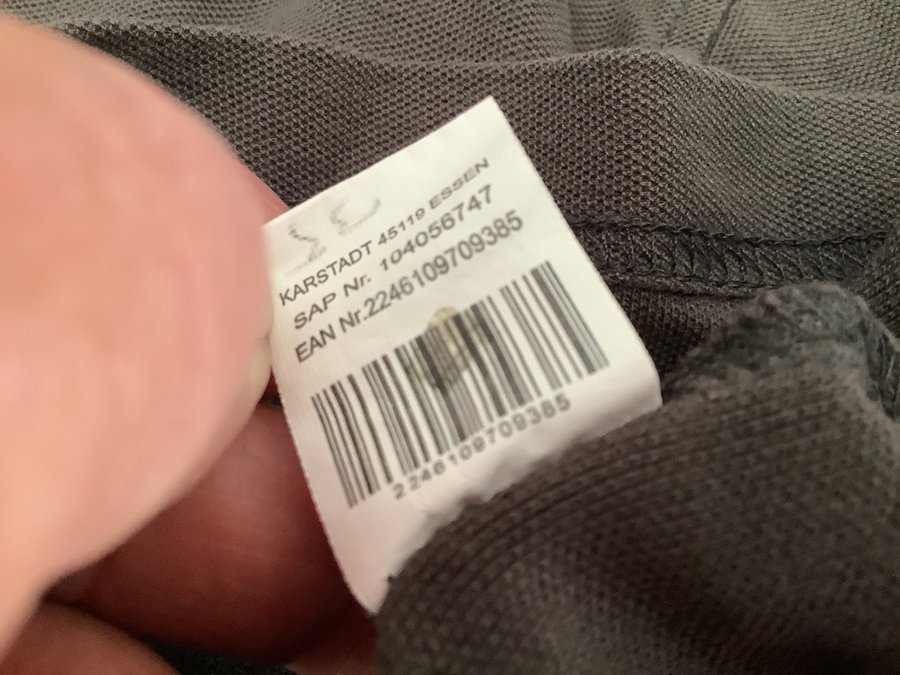 KARSTADT 45119 ESSEN
SAP Nr. 104056747
EAN Nr.2246109709385
2246109709385